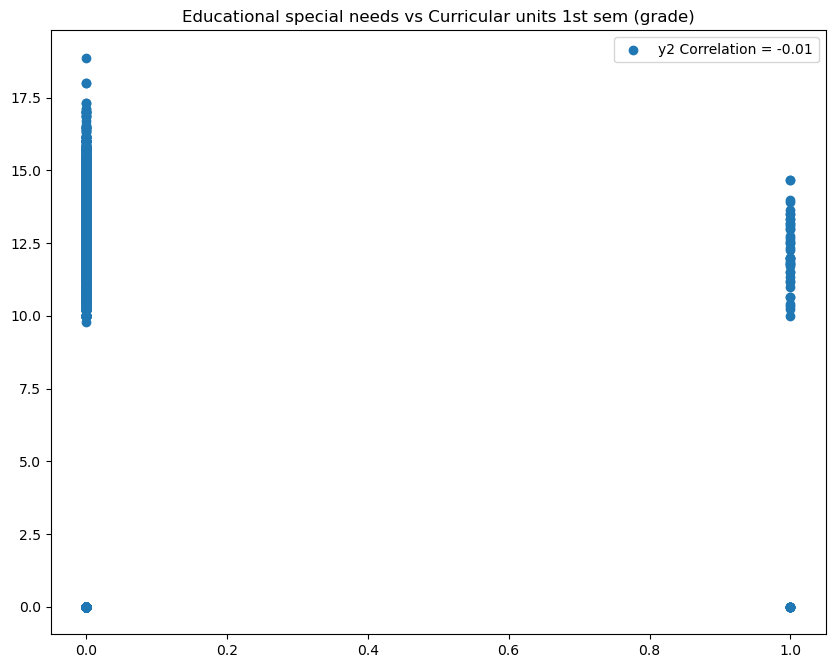 Educational special needs vs Curricular units 1st sem (grade)
y2 Correlation = -0.01
17.5
15.0
12.5
10.0
7.5
5.0
2.5
0.0
0.0 0.2 0.4 0.6 0.8 1.0